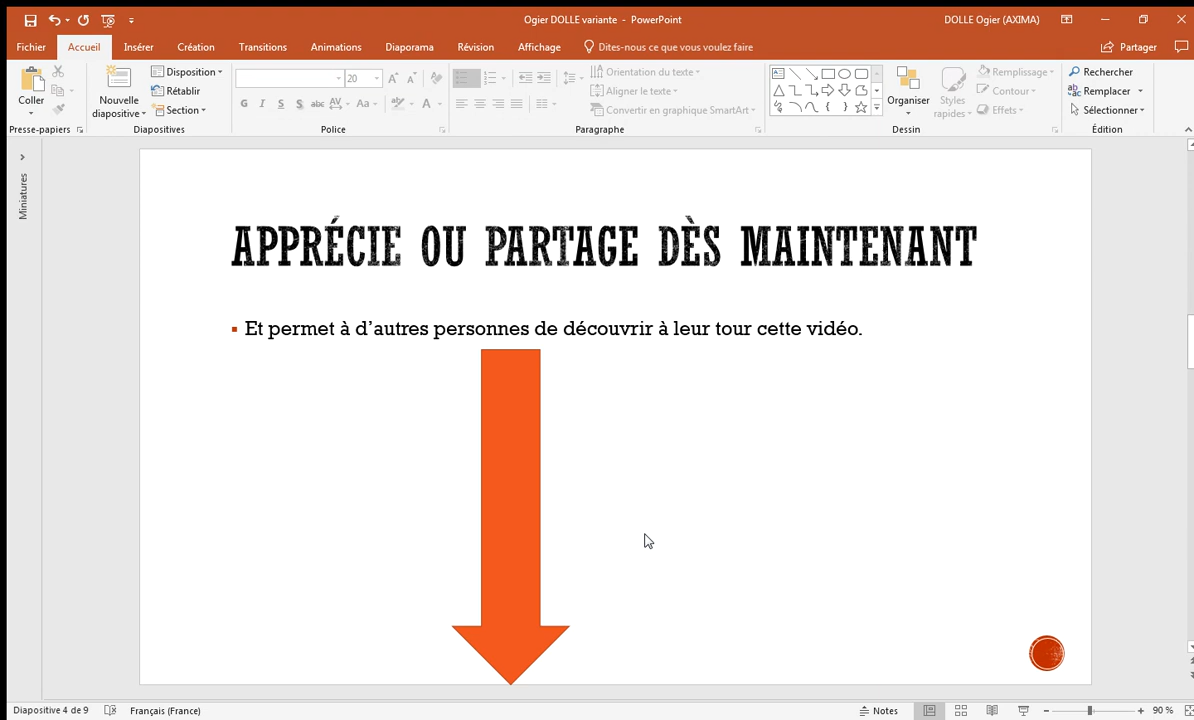 Ogier DOLLE variante - PowerPoint
DOLLE Ogier (AXIMA)
Fichier Accueil Insérer Création Transitions Animations Diaporama Révision Affichage Dites-nous ce que vous voulez faire Partager
Coller
Presse-papiers
Nouvelle diapositive
Disposition
Rétablir
Section
Diapositives
20
G I S S abc AV Aa A
Police
Orientation du texte
Aligner le texte
Convertir en graphique SmartArt
Paragraphe
Organiser
Styles rapides
Remplissage
Contour
Effets
Dessin
Rechercher
Remplacer
Sélectionner
Édition
Miniatures
APPRÉCIE OU PARTAGE DÈS MAINTENANT
Et permet à d'autres personnes de découvrir à leur tour cette vidéo.
Diapositive 4 de 9 Français (France) Notes 90 %